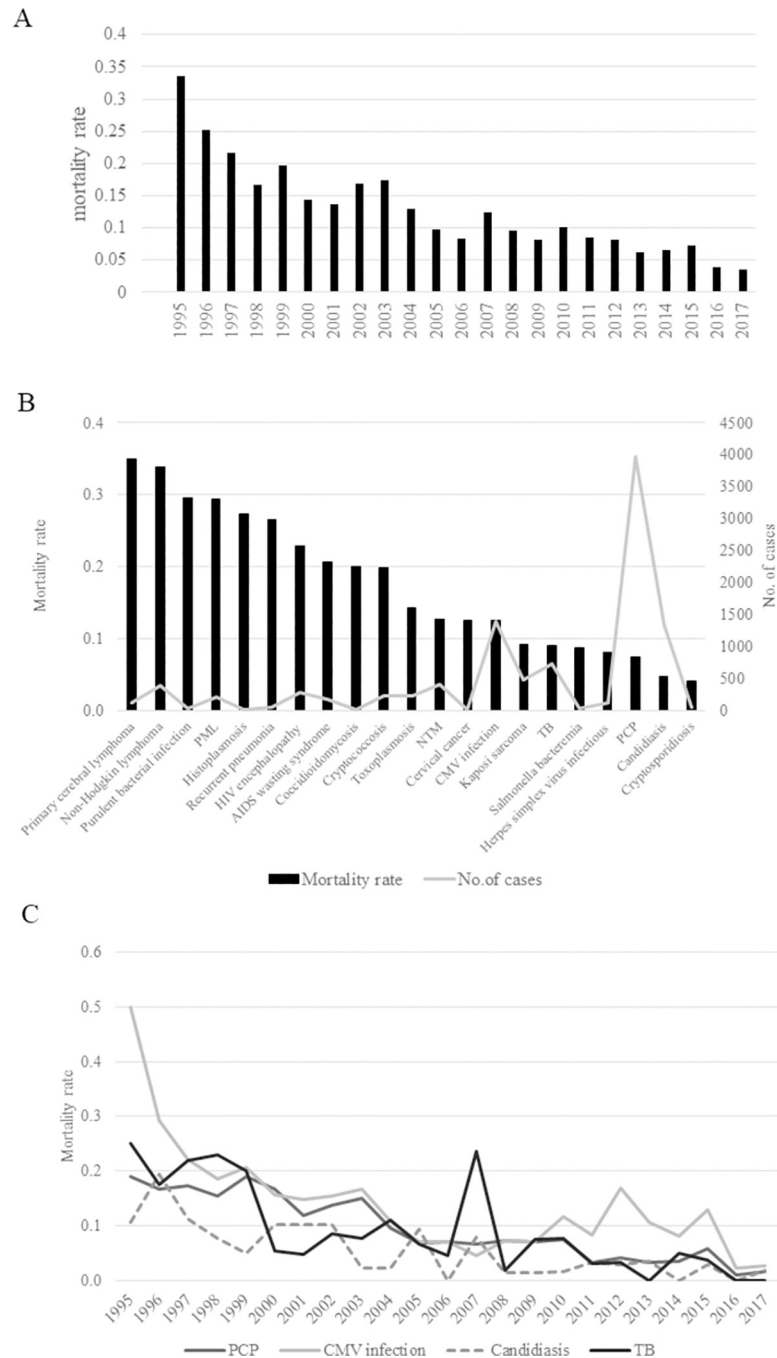 A
mortality rate
0.4
0.35
0.3
0.25
0.2
0.15
0.1
0.05
0
1995 1996 1997 1998 1999 2000 2001 2002 2003 2004 2005 2006 2007 2008 2009 2010 2011 2012 2013 2014 2015 2016 2017
B
Mortality rate
0.4
0.3
0.2
0.1
0.0
4500
4000
3500
3000
2500
2000
1500
1000
500
0
No. of cases
Primary cerebral lymphoma
Non-Hodgkin lymphoma
Purulent bacterial infection
PML
Histoplasmosis
Recurrent pneumonia
HIV encephalopathy
AIDS wasting syndrome
Coccidioidomycosis
Cryptococcosis
Toxoplasmosis
NTM
Cervical cancer
CMV infection
Kaposi sarcoma
TB
Salmonella bacteremia
Herpes simplex virus infectious
PCP
Candidiasis
Cryptosporidiosis
Mortality rate No.of cases
C
Mortality rate
0.6
0.5
0.4
0.3
0.2
0.1
0.0
1995 1996 1997 1998 1999 2000 2001 2002 2003 2004 2005 2006 2007 2008 2009 2010 2011 2012 2013 2014 2015 2016 2017
PCP CMV infection Candidiasis TB